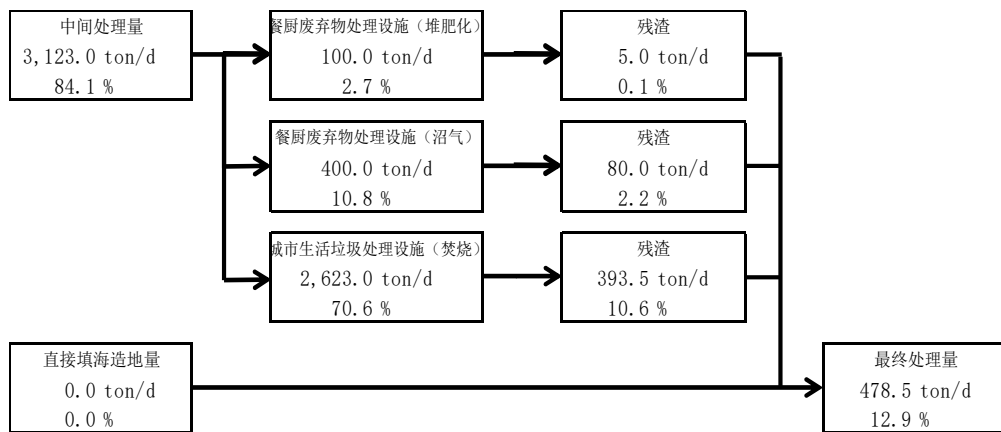 中间处理量
3,123.0 ton/d
84.1 %
餐厨废弃物处理设施（堆肥化）
100.0 ton/d
2.7 %
残渣
5.0 ton/d
0.1 %
餐厨废弃物处理设施（沼气）
400.0 ton/d
10.8 %
残渣
80.0 ton/d
2.2 %
城市生活垃圾处理设施（焚烧）
2,623.0 ton/d
70.6 %
残渣
393.5 ton/d
10.6 %
直接填海造地量
0.0 ton/d
0.0 %
最终处理量
478.5 ton/d
12.9 %